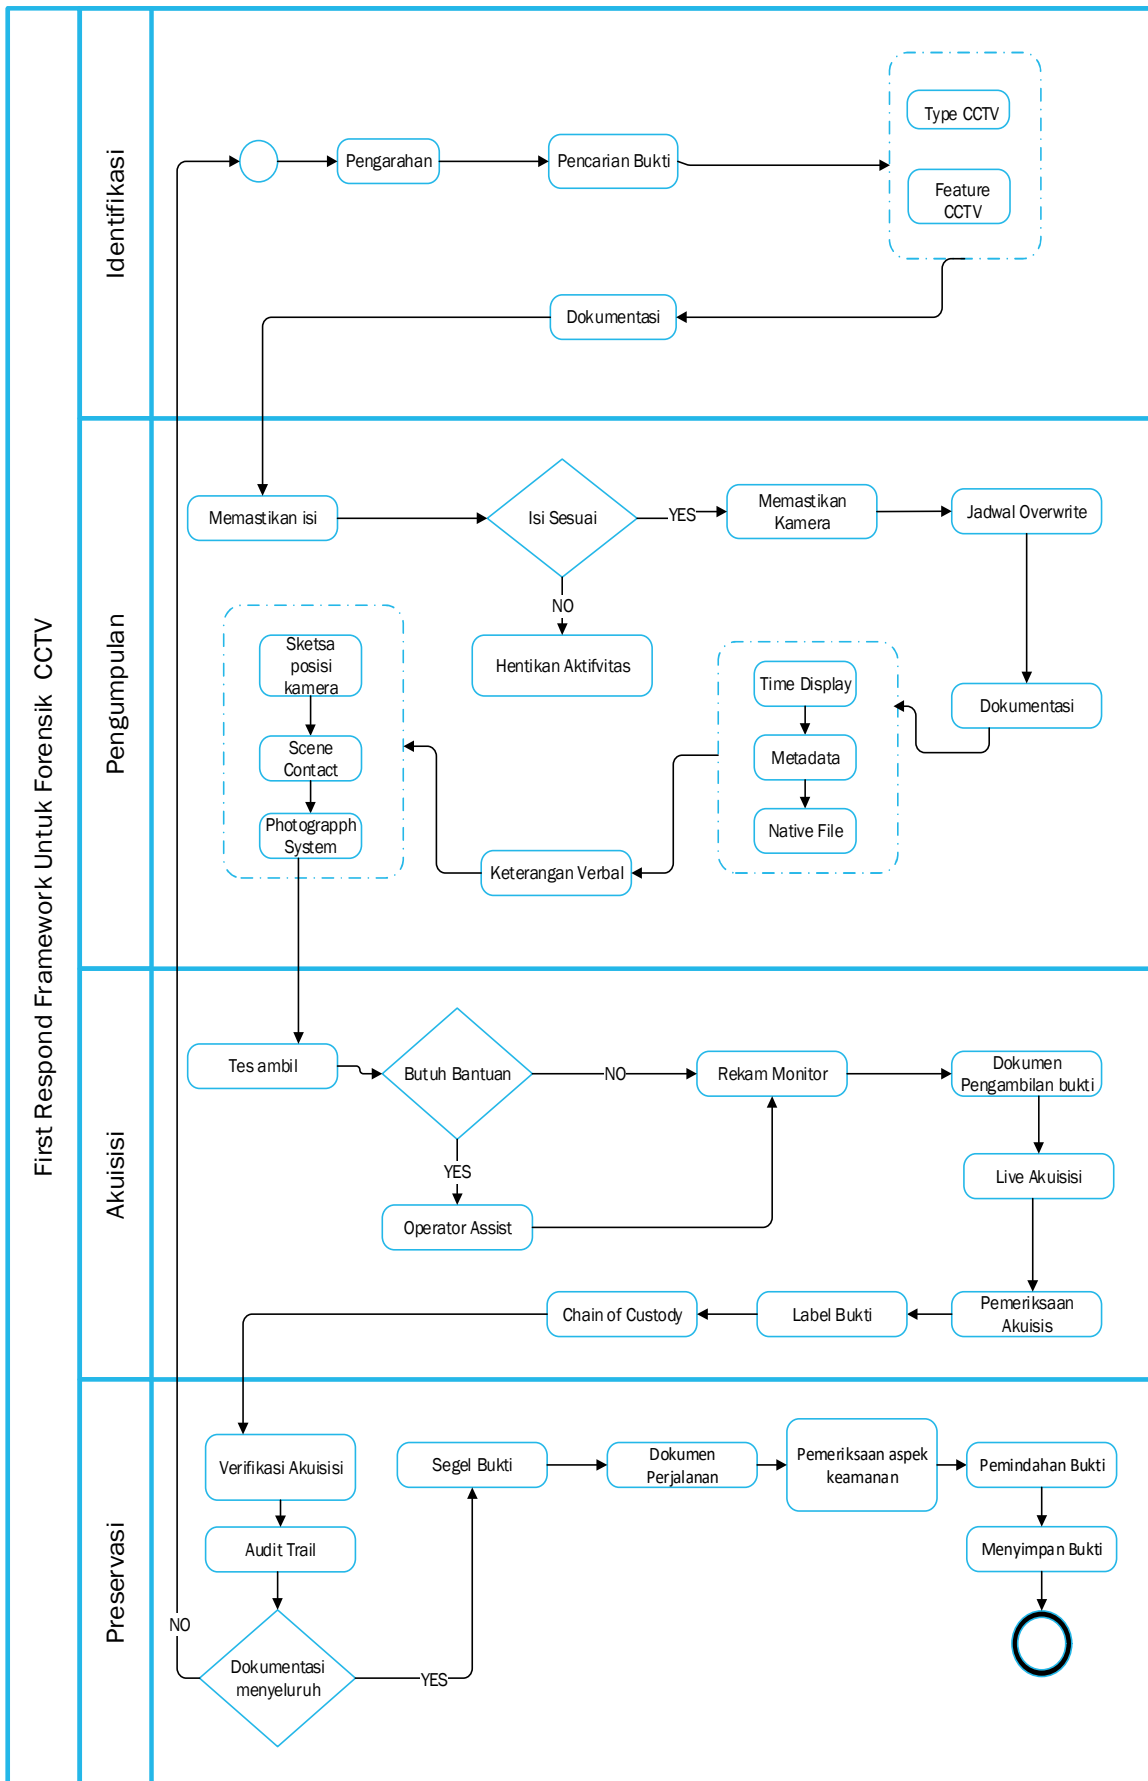 First Respond Framework Untuk Forensik CCTV
Identifikasi
Pengarahan
Pencarian Bukti
Type CCTV
Feature
CCTV
Dokumentasi
Pengumpulan
Memastikan isi
Isi Sesuai
YES
Memastikan
Kamera
Jadwal Overwrite
NO
Hentikan Aktifvitas
Dokumentasi
Time Display
Metadata
Native File
Keterangan Verbal
Sketsa
posisi
kamera
Scene
Contact
Photograpph
System
Akuisisi
Tes ambil
Butuh Bantuan
NO
Rekam Monitor
Dokumen
Pengambilan bukti
YES
Operator Assist
Live Akuisisi
Pemeriksaan
Akuisis
Label Bukti
Chain of Custody
Preservasi
Verifikasi Akuisisi
Audit Trail
Dokumentasi
menyeluruh
NO
YES
Segel Bukti
Dokumen
Perjalanan
Pemeriksaan aspek
keamanan
Pemindahan Bukti
Menyimpan Bukti